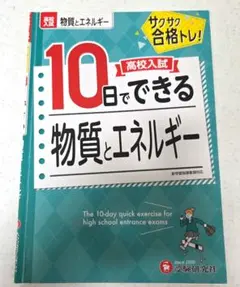 物質とエネルギー
サクサク
合格トレ!
高校入試
10日でできる
物質とエネルギー
The 10-day quick exercise for
high school entrance exams
since 1890
受験研究社